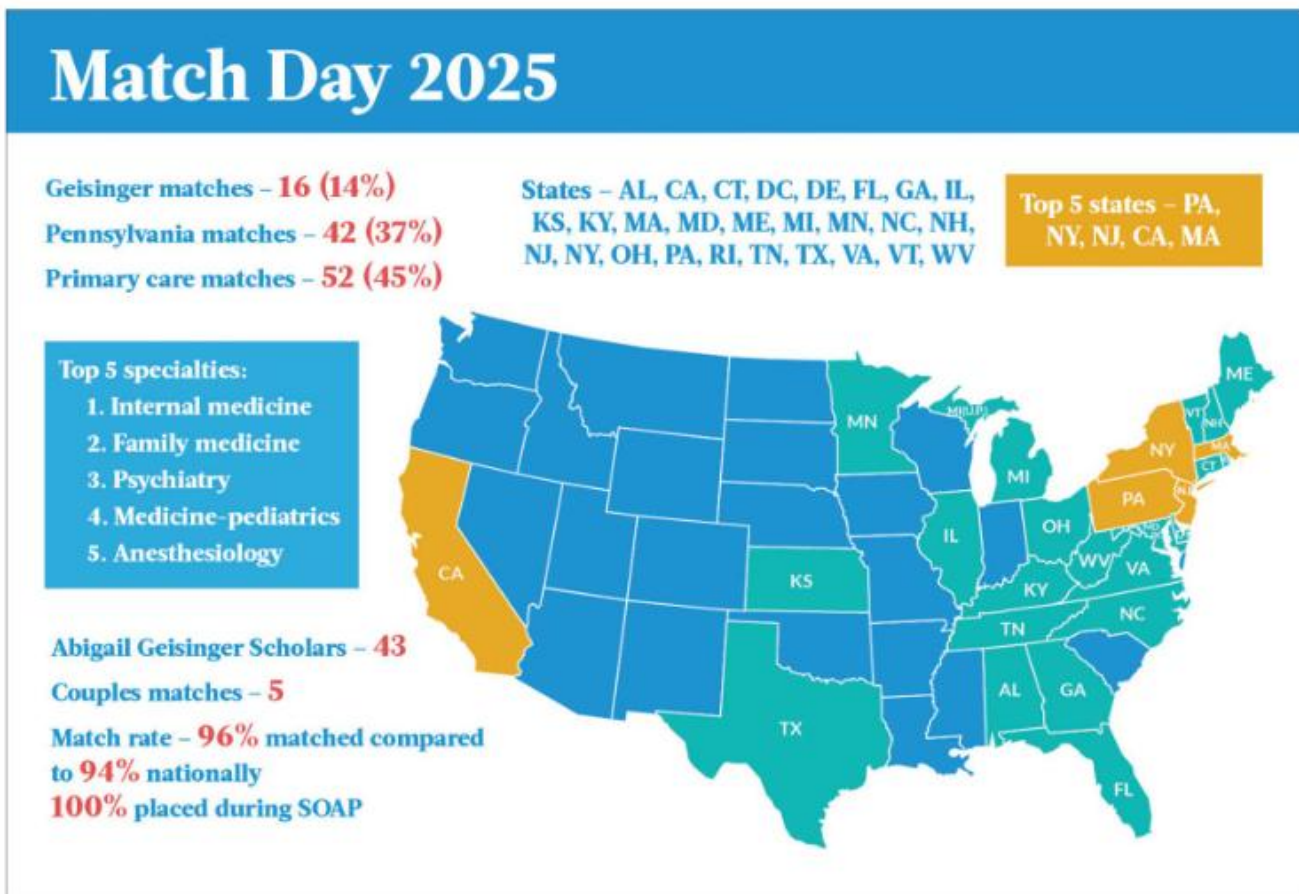 Match Day 2025
Geisinger matches – 16 (14%)
Pennsylvania matches – 42 (37%)
Primary care matches – 52 (45%)
States – AL, CA, CT, DC, DE, FL, GA, IL,
KS, KY, MA, MD, ME, MI, MN, NC, NH,
NJ, NY, OH, PA, RI, TN, TX, VA, VT, WV
Top 5 states – PA,
NY, NJ, CA, MA
Top 5 specialties:
1. Internal medicine
2. Family medicine
3. Psychiatry
4. Medicine-pediatrics
5. Anesthesiology
Abigail Geisinger Scholars – 43
Couples matches – 5
Match rate – 96% matched compared
to 94% nationally
100% placed during SOAP
ME
VT
NH
MN
MI(U.P.)
NY
MA
CT
MI
PA
NJ
OH
IL
MD
WV
VA
CA
KS
KY
NC
TN
AL
GA
TX
FL